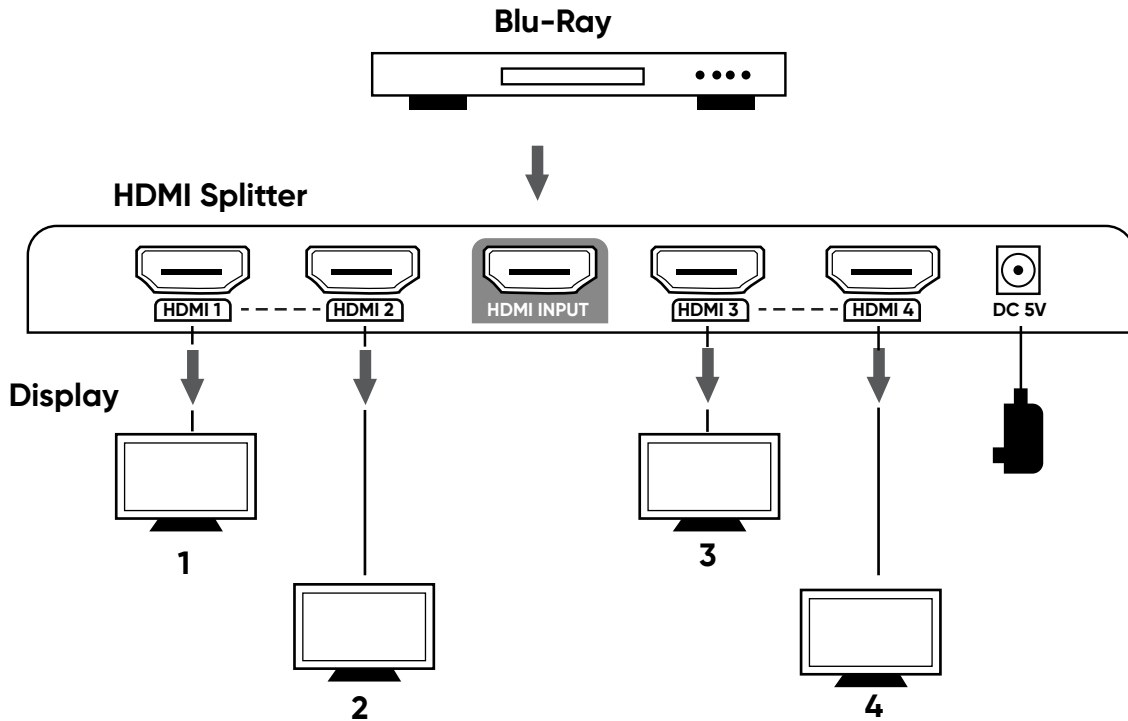 Blu-Ray
HDMI Splitter
HDMI 1
HDMI 2
HDMI INPUT
HDMI 3
HDMI 4
DC 5V
Display
1
3
2
4